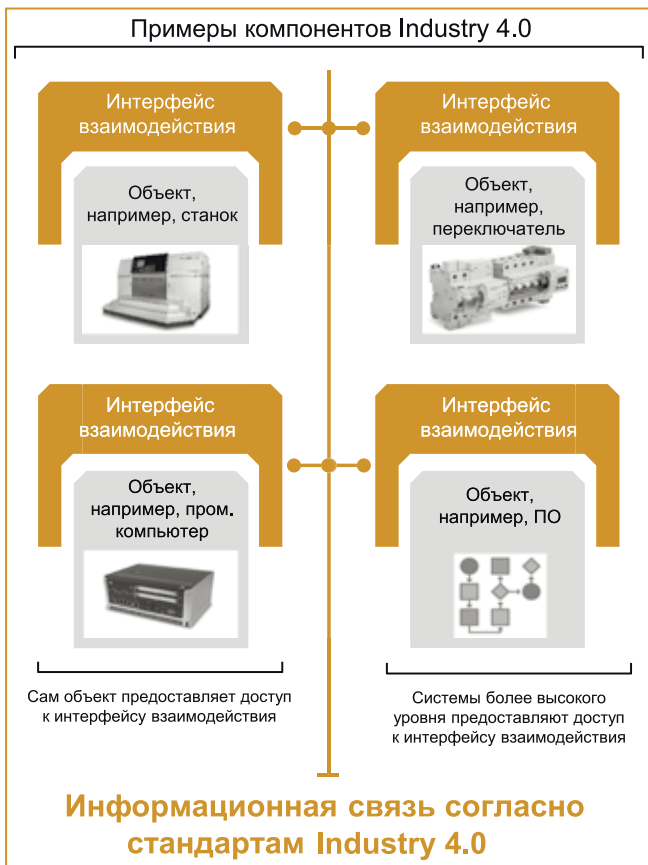 Примеры компонентов Industry 4.0
Интерфейс
взаимодействия
Объект,
например, станок
Интерфейс
взаимодействия
Объект,
например,
переключатель
Интерфейс
взаимодействия
Объект,
например, пром.
компьютер
Интерфейс
взаимодействия
Объект,
например, ПО
Сам объект предоставляет доступ
к интерфейсу взаимодействия
Системы более высокого
уровня предоставляют доступ
к интерфейсу взаимодействия
Информационная связь согласно
стандартам Industry 4.0